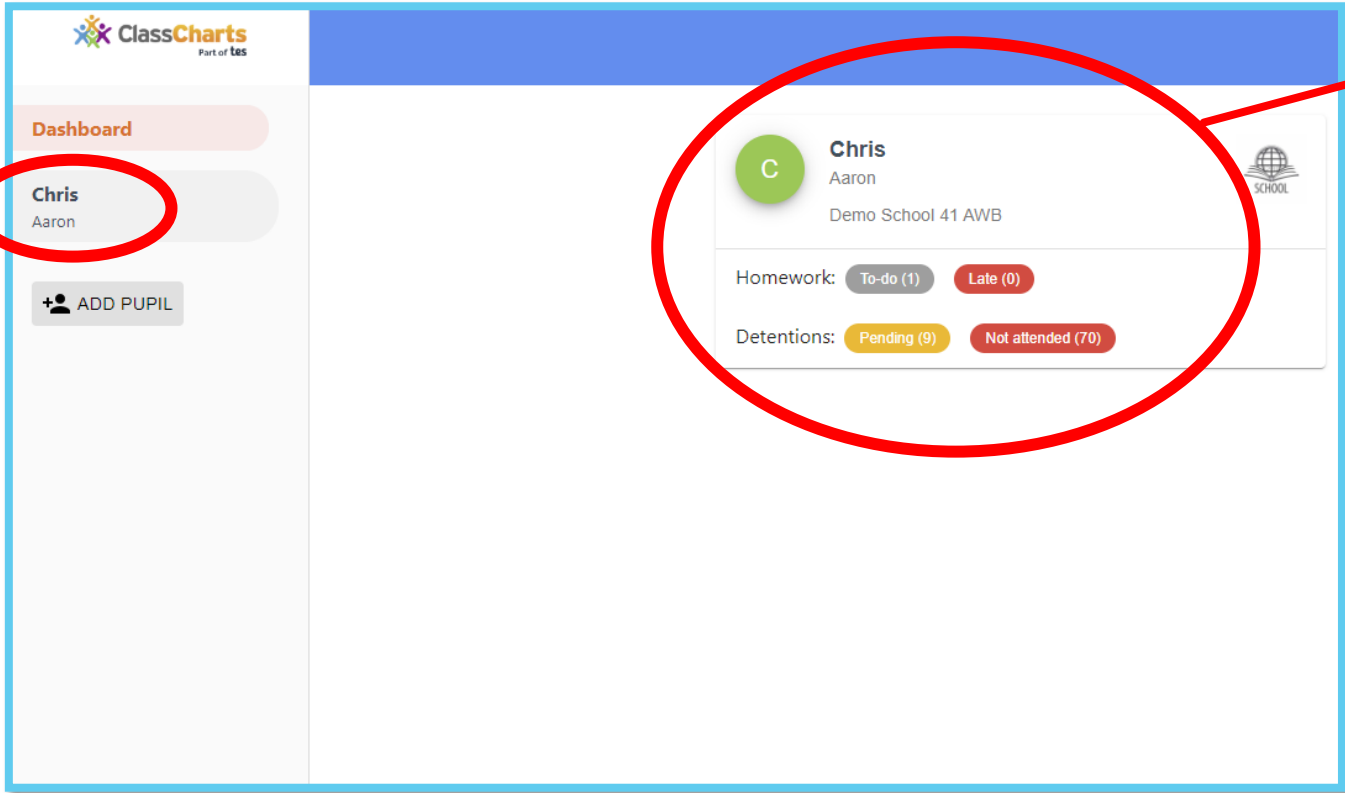 ClassCharts
Part of tes
Dashboard
Chris
Aaron
ADD PUPIL
C
Chris
Aaron
Demo School 41 AWB
SCHOOL
Homework: To-do (1) Late (0)
Detentions: Pending (9) Not attended (70)